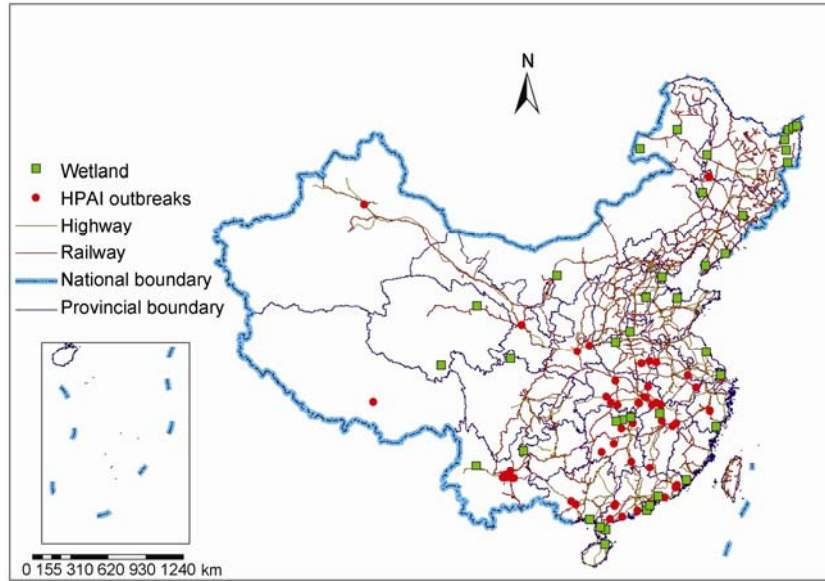 N
Wetland
HPAI outbreaks
Highway
Railway
National boundary
Provincial boundary
0 155 310 620 930 1240 km